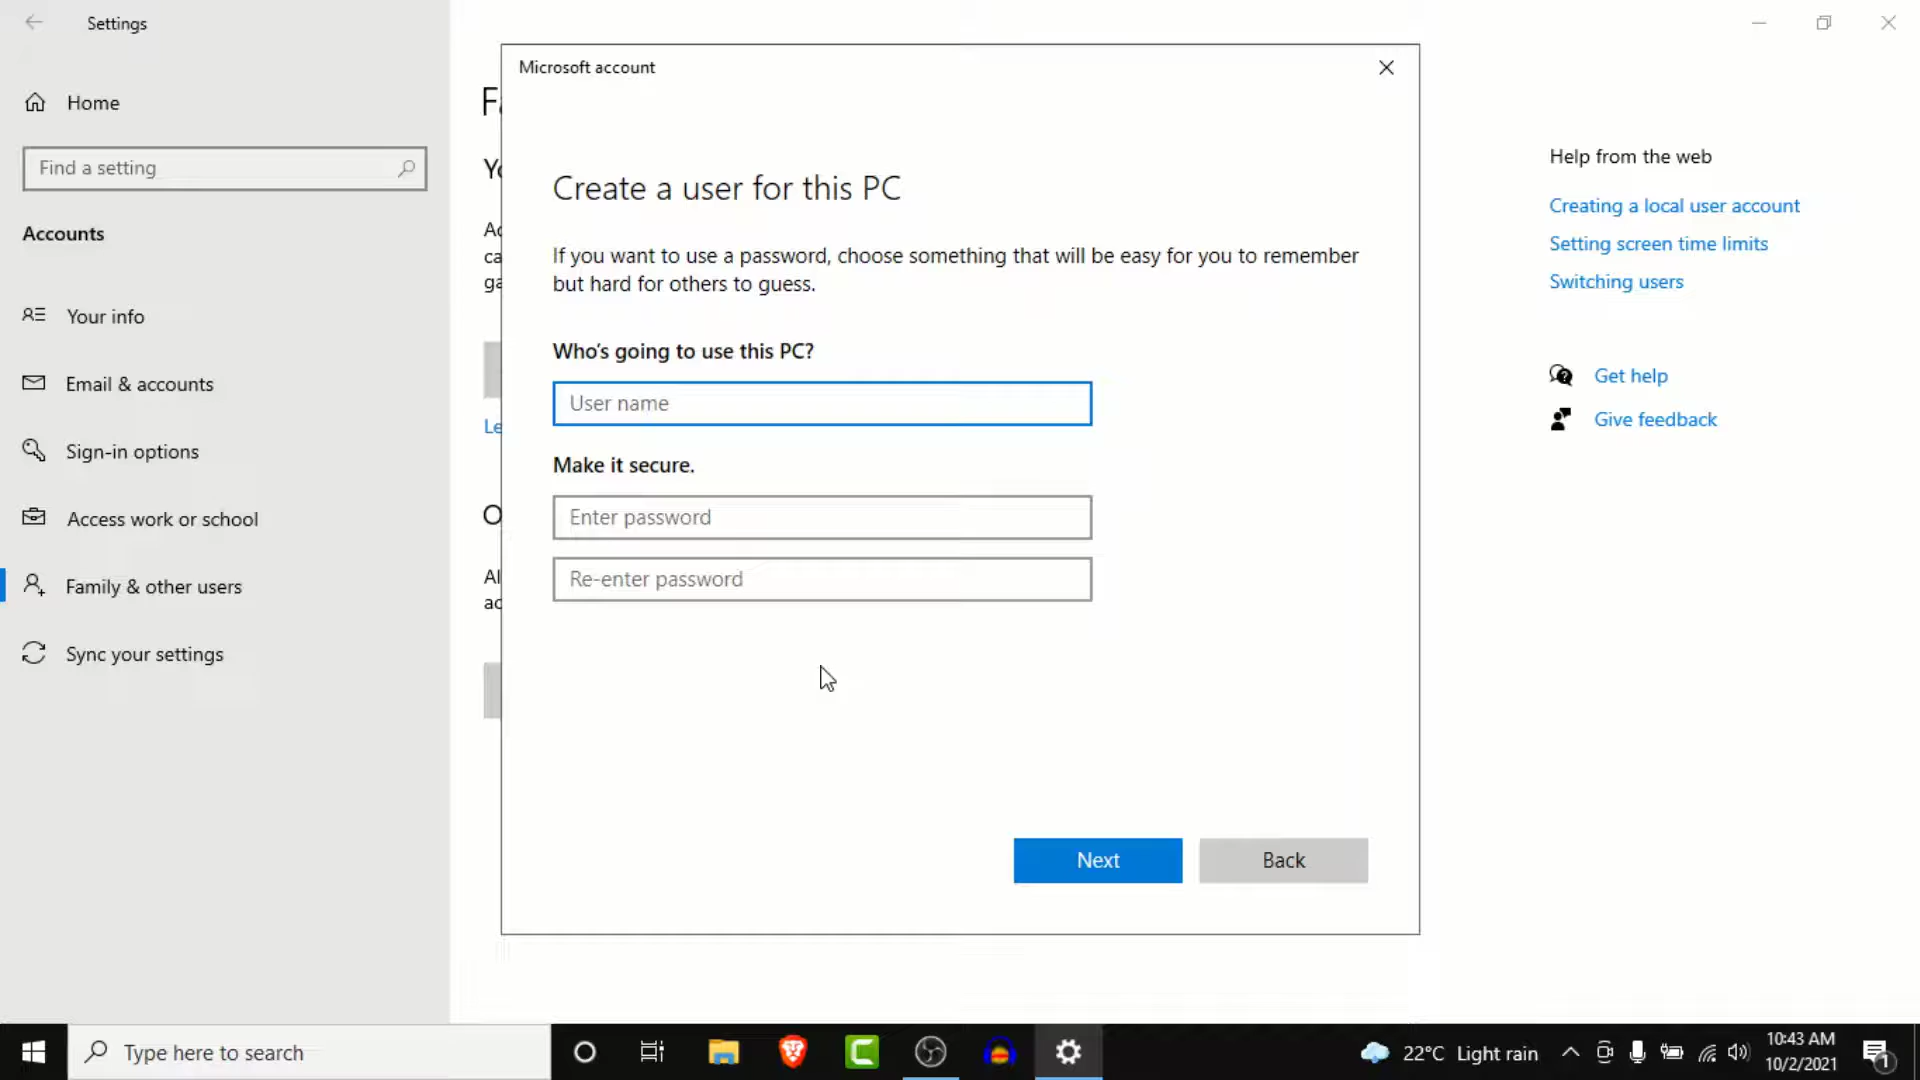 Settings
Home
Find a setting
Accounts
Your info
Email & accounts
Sign-in options
Access work or school
Family & other users
Sync your settings
Microsoft account
Create a user for this PC
If you want to use a password, choose something that will be easy for you to remember
but hard for others to guess.
Who's going to use this PC?
User name
Make it secure.
Enter password
Re-enter password
Next
Back
Help from the web
Creating a local user account
Setting screen time limits
Switching users
Get help
Give feedback
Type here to search
22°C Light rain
10:43 AM
10/2/2021
1